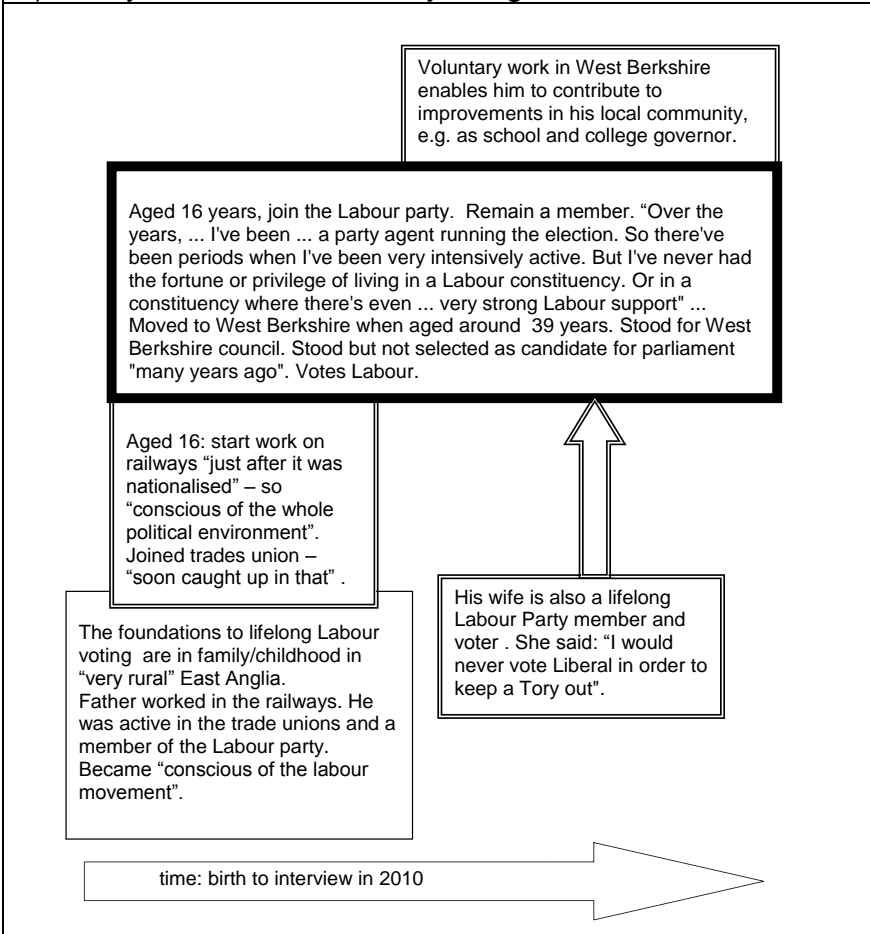 Voluntary work in West Berkshire
enables him to contribute to
improvements in his local community,
e.g. as school and college governor.
Aged 16 years, join the Labour party.  Remain a member. “Over the
years, ... I've been ... a party agent running the election. So there've
been periods when I've been very intensively active. But I've never had
the fortune or privilege of living in a Labour constituency. Or in a
constituency where there's even ... very strong Labour support" ...
Moved to West Berkshire when aged around  39 years. Stood for West
Berkshire council. Stood but not selected as candidate for parliament
"many years ago". Votes Labour.
Aged 16: start work on
railways “just after it was
nationalised” – so
“conscious of the whole
political environment”.
Joined trades union –
“soon caught up in that” .
The foundations to lifelong Labour
voting  are in family/childhood in
“very rural” East Anglia.
Father worked in the railways. He
was active in the trade unions and a
member of the Labour party.
Became “conscious of the labour
movement”.
His wife is also a lifelong
Labour Party member and
voter . She said: “I would
never vote Liberal in order to
keep a Tory out".
time: birth to interview in 2010